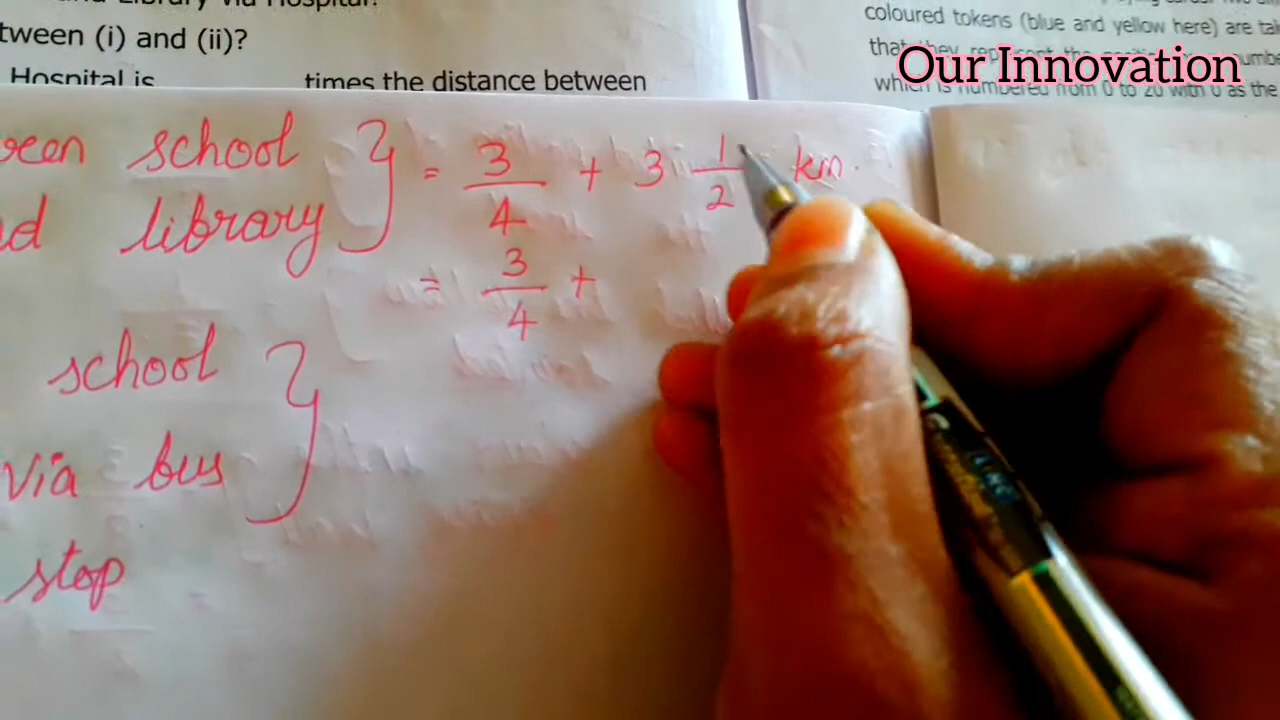 tween (i) and (ii)?
Hospital is ______ times the distance between
coloured tokens (blue and yellow here) are
which is numbered from 0 to 20 with 0 as the
Our Innovation
school } = 3/4 + 3 1/2 km.
library
= 3/4 +
school }
via bus
stop